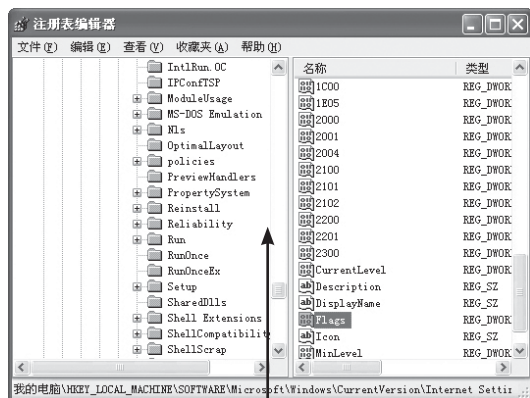 注册表编辑器
文件(F) 编辑(E) 查看(V) 收藏夹(A) 帮助(H)
IntlRun.OC
IPConfTSP
ModuleUsage
MS-DOS Emulation
Nls
OptimalLayout
policies
PreviewHandlers
PropertySystem
Reinstall
Reliability
Run
RunOnce
RunOnceEx
Setup
SharedDlls
Shell Extensions
ShellCompatibilit
ShellScrap
名称 类型
1C00 REG_DWOR
1E05 REG_DWOR
2000 REG_DWOR
2001 REG_DWOR
2004 REG_DWOR
2100 REG_DWOR
2101 REG_DWOR
2102 REG_DWOR
2200 REG_DWOR
2201 REG_DWOR
2300 REG_DWOR
CurrentLevel REG_DWOR
Description REG_SZ
DisplayName REG_SZ
Flags REG_DWOR
Icon REG_SZ
MinLevel REG_DWOR
我的电脑\HKEY_LOCAL_MACHINE\SOFTWARE\Microsoft\Windows\CurrentVersion\Internet Settir